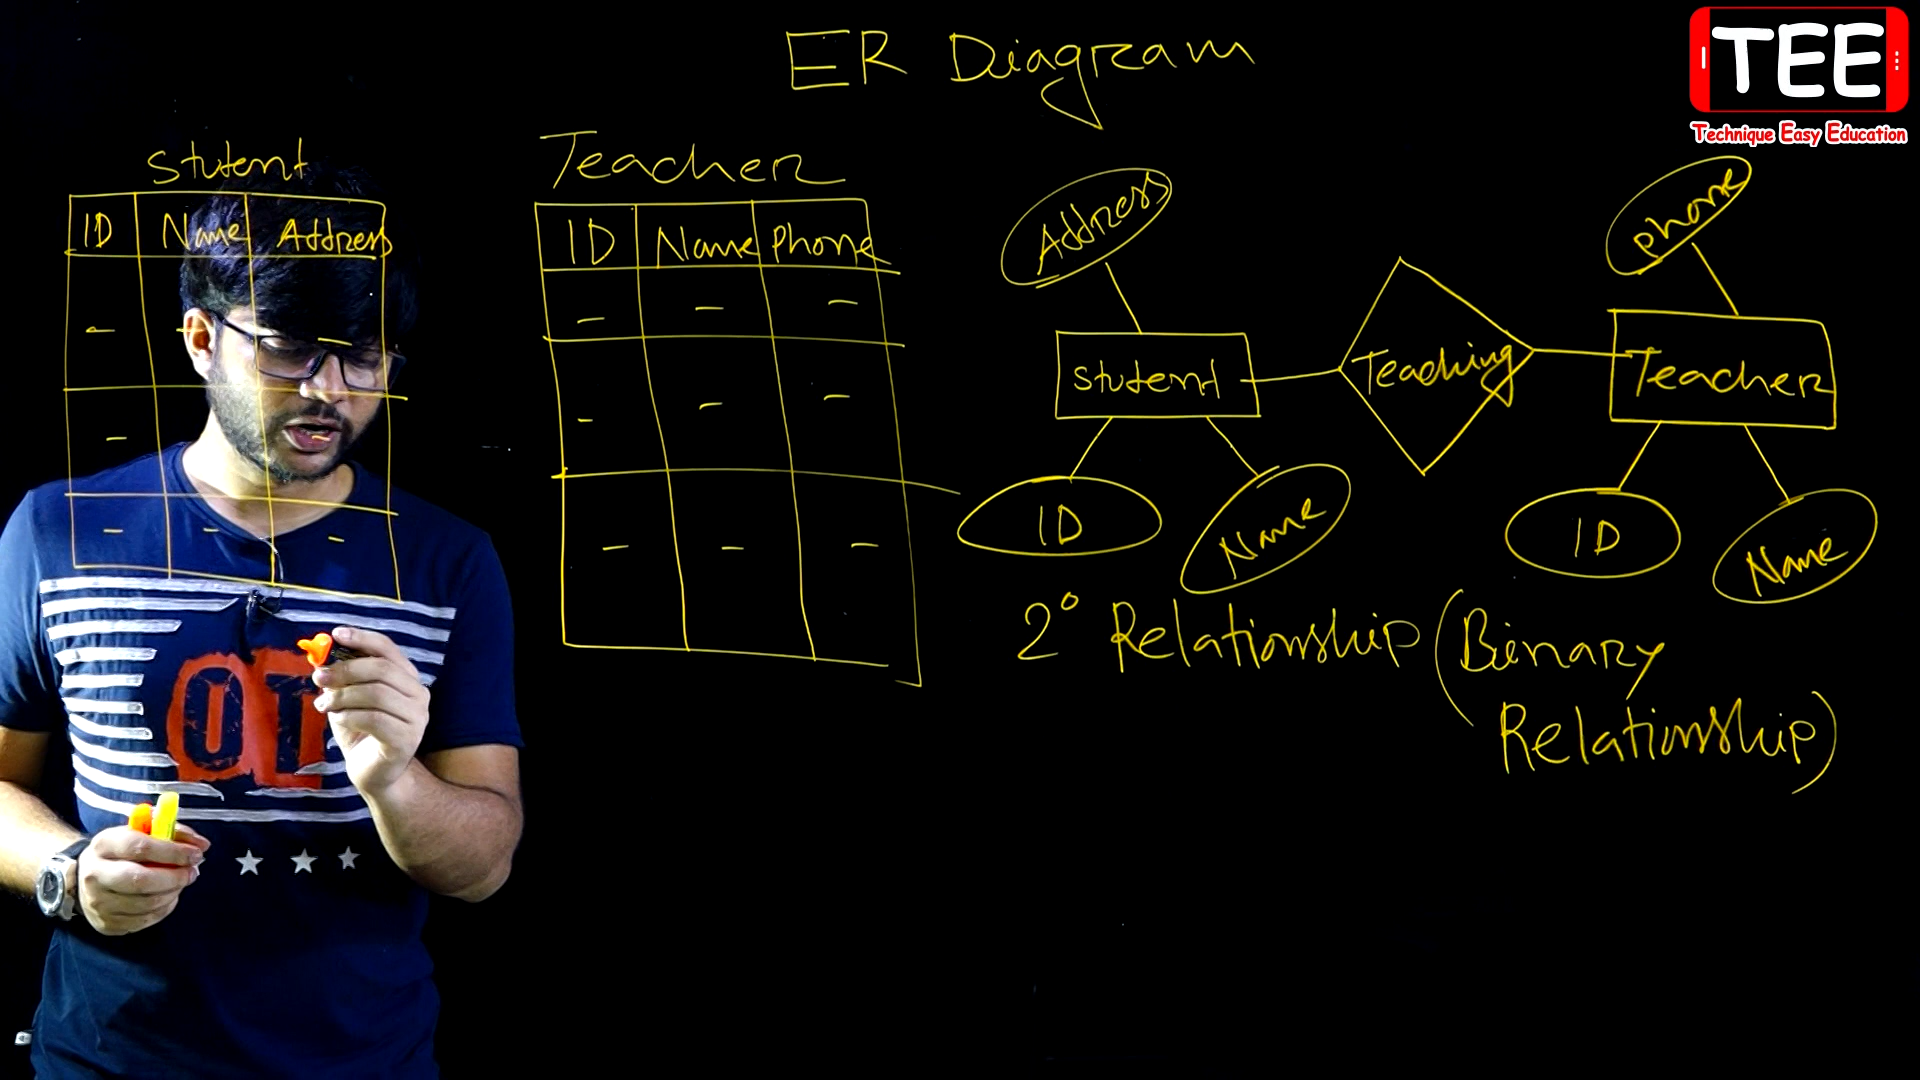 ER Diagram
TEE
Technique Easy Education
Student
ID Name Address
Teacher
ID Name Phone
Address
Student
ID
Name
Teaching
Phone
Teacher
ID
Name
2° Relationship (Binary
Relationship)